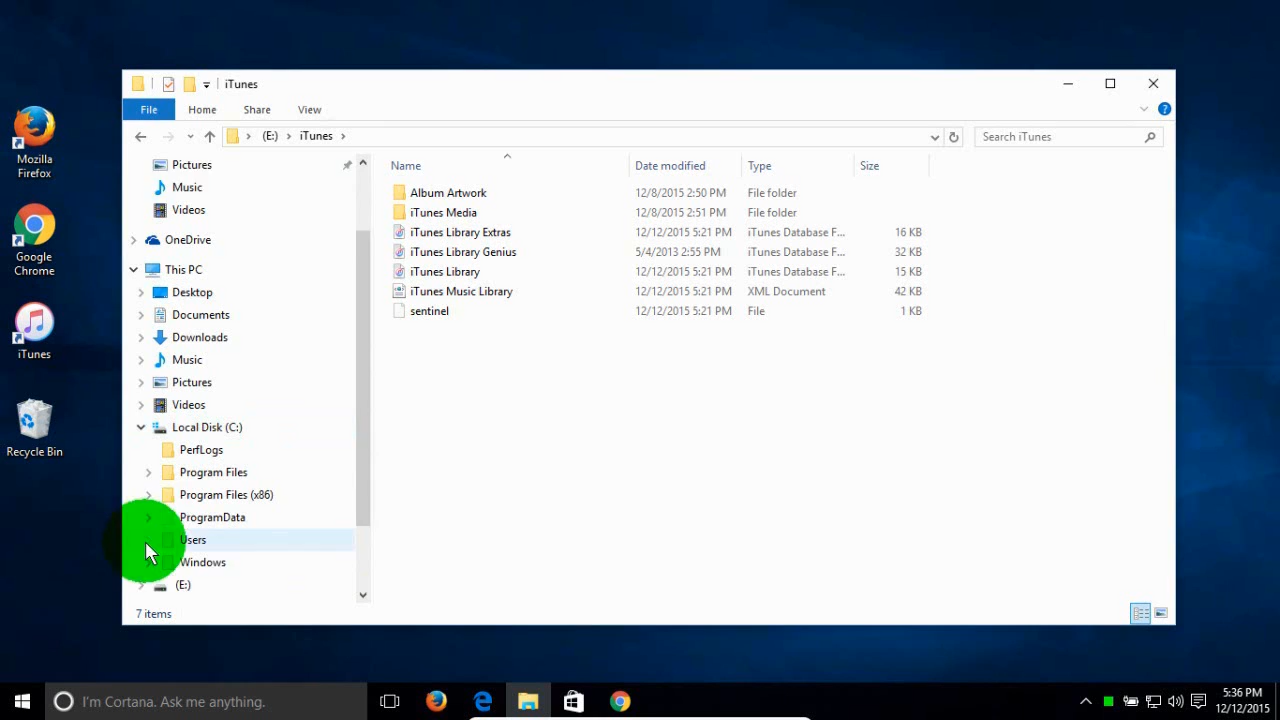 Mozilla
Firefox
Google
Chrome
iTunes
Recycle Bin
iTunes
File Home Share View
(E:) iTunes
Search iTunes
Pictures
Music
Videos
OneDrive
This PC
Desktop
Documents
Downloads
Music
Pictures
Videos
Local Disk (C:)
PerfLogs
Program Files
Program Files (x86)
ProgramData
Users
Windows
(E:)
Name Date modified Type Size
Album Artwork 12/8/2015 2:50 PM File folder
iTunes Media 12/8/2015 2:51 PM File folder
iTunes Library Extras 12/12/2015 5:21 PM iTunes Database F... 16 KB
iTunes Library Genius 5/4/2013 2:55 PM iTunes Database F... 32 KB
iTunes Library 12/12/2015 5:21 PM iTunes Database F... 15 KB
iTunes Music Library 12/12/2015 5:21 PM XML Document 42 KB
sentinel 12/12/2015 5:21 PM File 1 KB
7 items
I'm Cortana. Ask me anything.
5:36 PM
12/12/2015